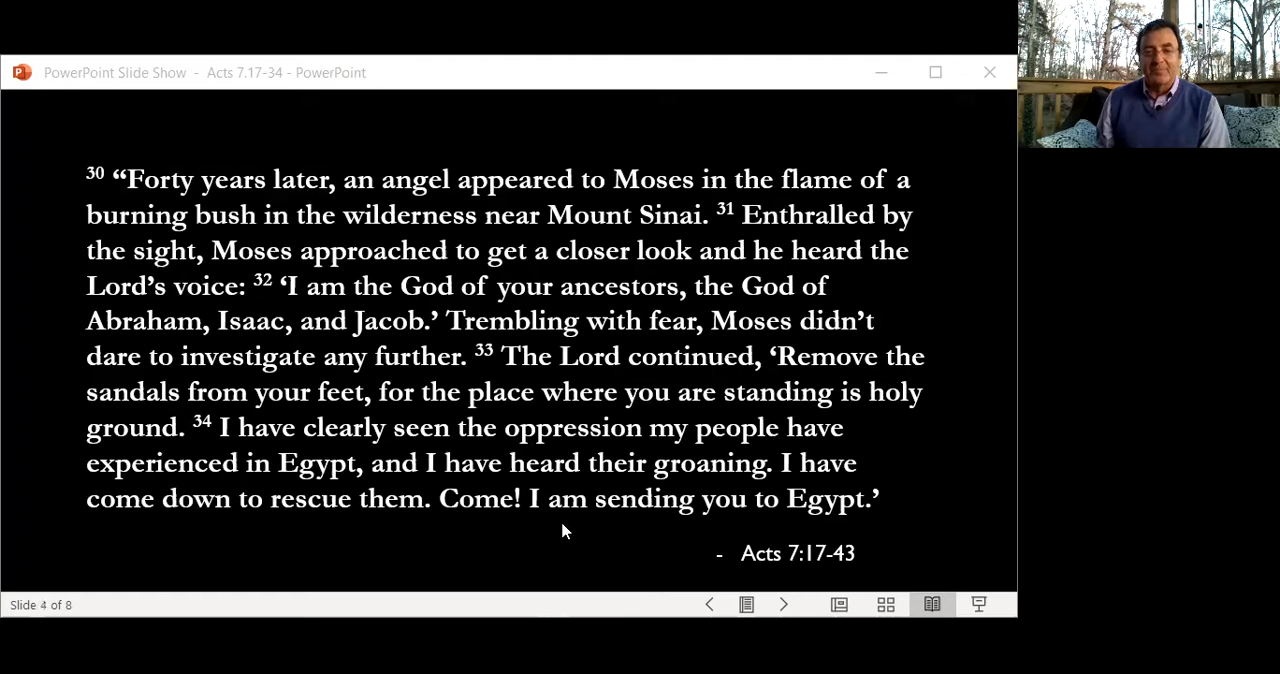 PowerPoint Slide Show - Acts 7.17-34 - PowerPoint
30 “Forty years later, an angel appeared to Moses in the flame of a
burning bush in the wilderness near Mount Sinai. 31 Enthralled by
the sight, Moses approached to get a closer look and he heard the
Lord’s voice: 32 ‘I am the God of your ancestors, the God of
Abraham, Isaac, and Jacob.’ Trembling with fear, Moses didn’t
dare to investigate any further. 33 The Lord continued, ‘Remove the
sandals from your feet, for the place where you are standing is holy
ground. 34 I have clearly seen the oppression my people have
experienced in Egypt, and I have heard their groaning. I have
come down to rescue them. Come! I am sending you to Egypt.’
- Acts 7:17-43
Slide 4 of 8